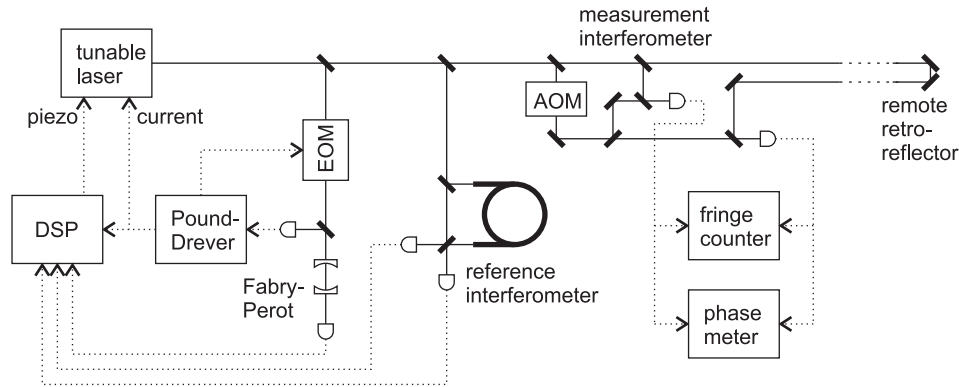 measurement
interferometer
tunable
laser
AOM
piezo
current
remote
retro-
reflector
EOM
DSP
Pound-
Drever
fringe
counter
reference
interferometer
Fabry-
Perot
phase
meter